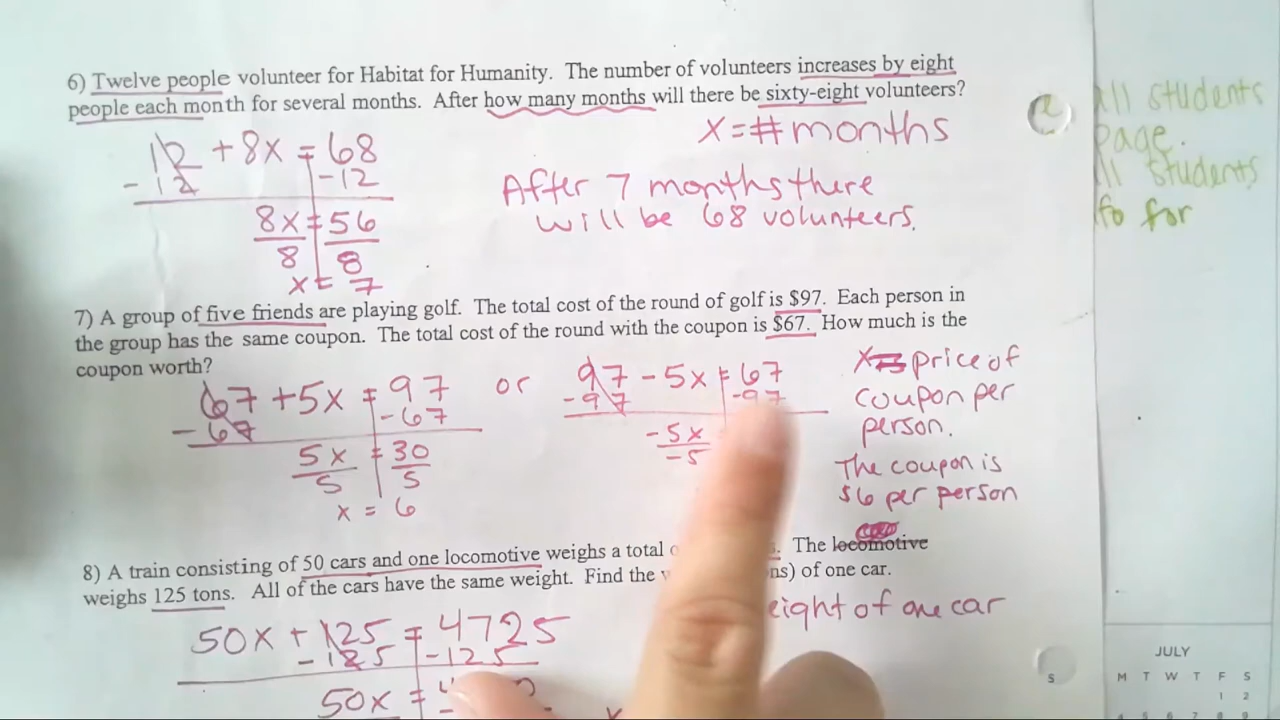 6) Twelve people volunteer for Habitat for Humanity. The number of volunteers increases by eight
people each month for several months. After how many months will there be sixty-eight volunteers?
x = # months
12 + 8x = 68
-12 -12
After 7 months there
will be 68 volunteers.
8x = 56
8 8
x = 7
7) A group of five friends are playing golf. The total cost of the round of golf is $97. Each person in
the group has the same coupon. The total cost of the round with the coupon is $67. How much is the
coupon worth?
67 + 5x = 97 or 97 - 5x = 67
-67 -67 -97 -97
x = price of
coupon per
person.
5x = 30 -5x
5 5 -5
x = 6
The coupon is
$6 per person
8) A train consisting of 50 cars and one locomotive weighs a total The locomotive
weighs 125 tons. All of the cars have the same weight. Find the of one car.
of one car
50x + 125 = 4725
-125 -125
50x =
all students
page.
students
fo for
JULY
S M T W T F S
1 2